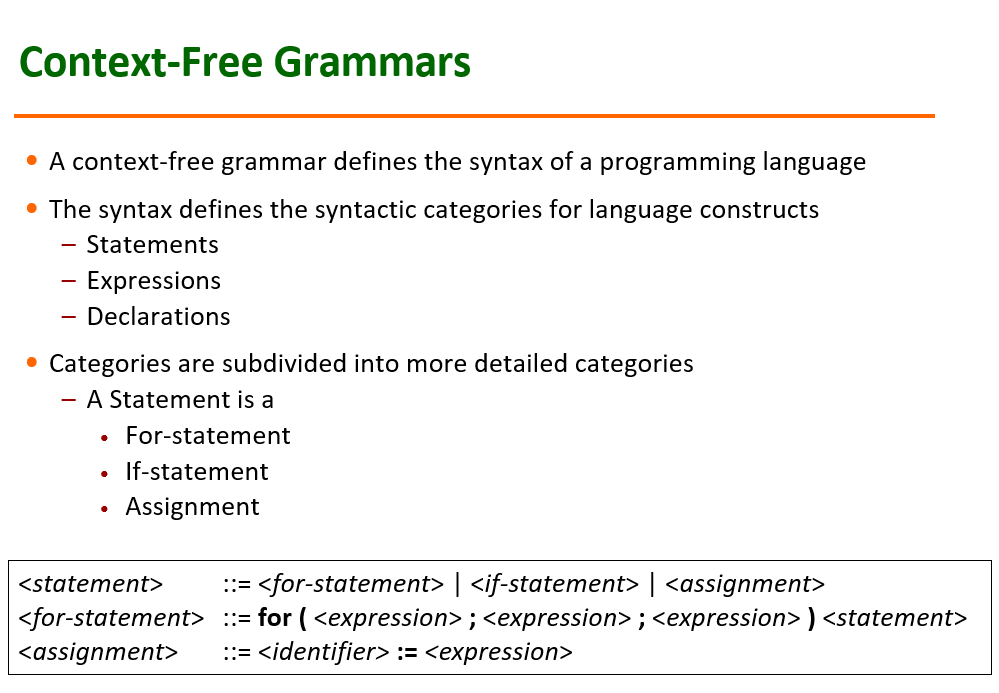 Context-Free Grammars
• A context-free grammar defines the syntax of a programming language
• The syntax defines the syntactic categories for language constructs
– Statements
– Expressions
– Declarations
• Categories are subdivided into more detailed categories
– A Statement is a
• For-statement
• If-statement
• Assignment
<statement> ::= <for-statement> | <if-statement> | <assignment>
<for-statement> ::= for ( <expression> ; <expression> ; <expression> ) <statement>
<assignment> ::= <identifier> := <expression>